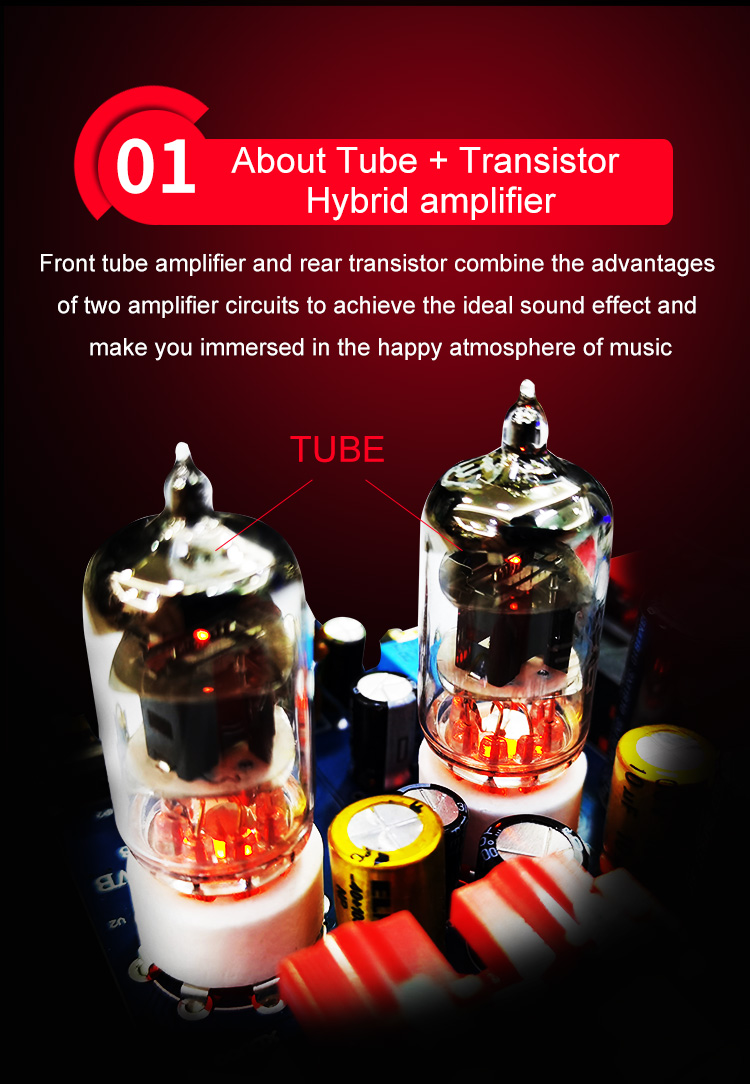 01
About Tube + Transistor
Hybrid amplifier
Front tube amplifier and rear transistor combine the advantages
of two amplifier circuits to achieve the ideal sound effect and
make you immersed in the happy atmosphere of music
TUBE
U2